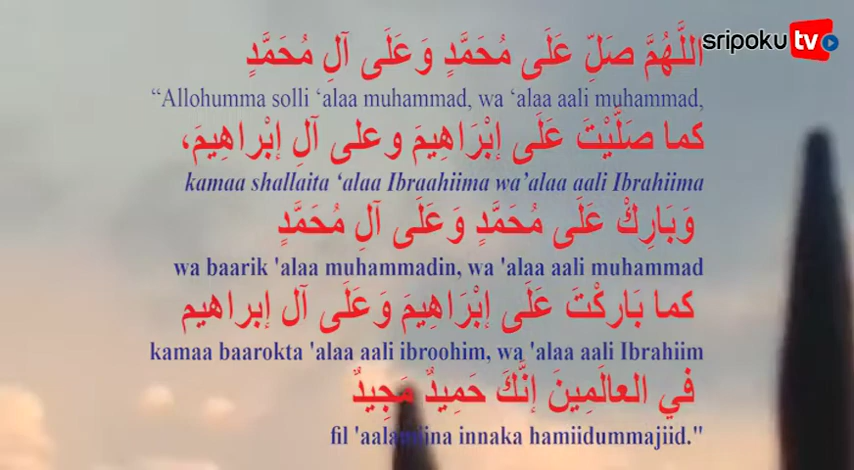 sripoku tv
اللَّهُمَّ صَلِّ عَلَى مُحَمَّدٍ وَعَلَى آلِ مُحَمَّدٍ
“Allohumma solli ‘alaa muhammad, wa ‘alaa aali muhammad,
كما صَلَّيْتَ عَلَى إبْرَاهِيمَ وعلى آلِ إبْراهِيمَ،
kamaa shallaita ‘alaa Ibraahiima wa’alaa aali Ibrahiima
وَبَارِكْ عَلَى مُحَمَّدٍ وَعَلَى آلِ مُحَمَّدٍ
wa baarik 'alaa muhammadin, wa 'alaa aali muhammad
كما بَاركْتَ عَلَى إبْرَاهِيمَ وَعَلَى آل إبراهيم
kamaa baarokta 'alaa aali ibroohim, wa 'alaa aali Ibrahiim
في العالَمِينَ إنَّكَ حَمِيدٌ مَجِيدٌ
fil 'aalamiina innaka hamiidummajiid."